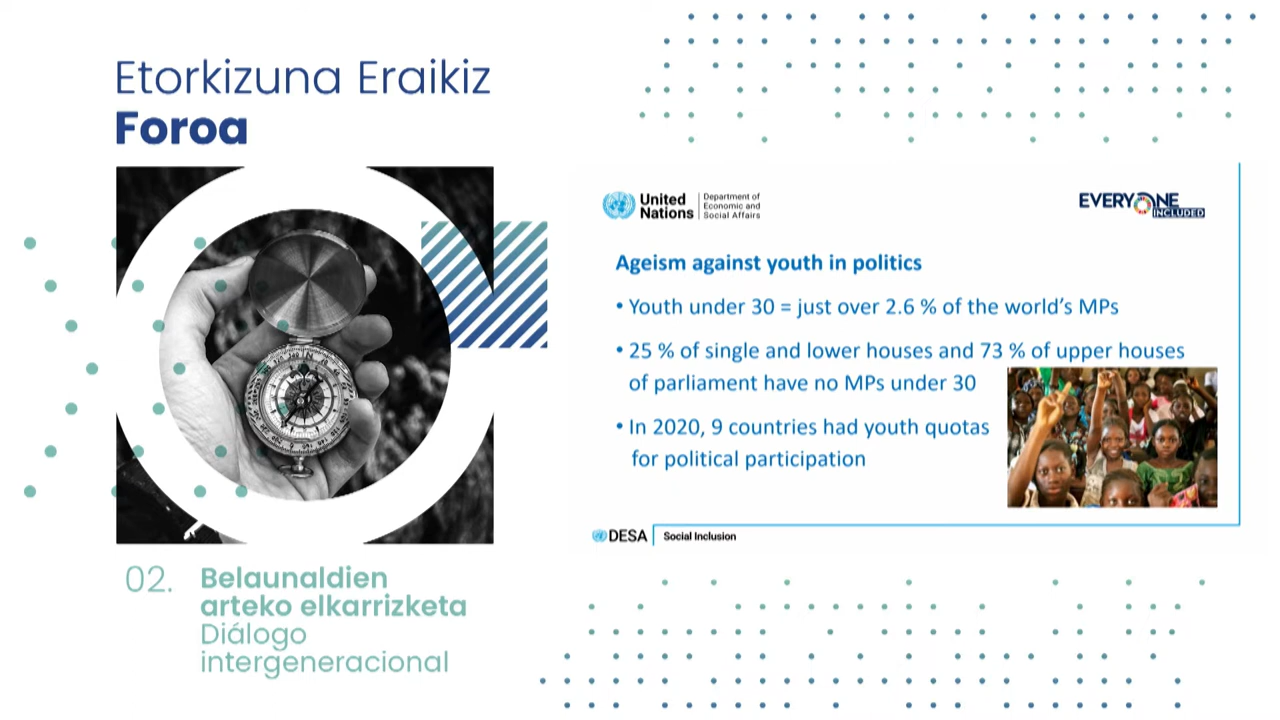 Etorkizuna Eraikiz
Foroa
02.
Belaunaldien
arteko elkarrizketa
Diálogo
intergeneracional
United
Nations
Department of
Economic and
Social Affairs
EVERYONE
INCLUDED
Ageism against youth in politics
• Youth under 30 = just over 2.6 % of the world's MPs
• 25 % of single and lower houses and 73 % of upper houses
of parliament have no MPs under 30
• In 2020, 9 countries had youth quotas
for political participation
DESA
Social Inclusion